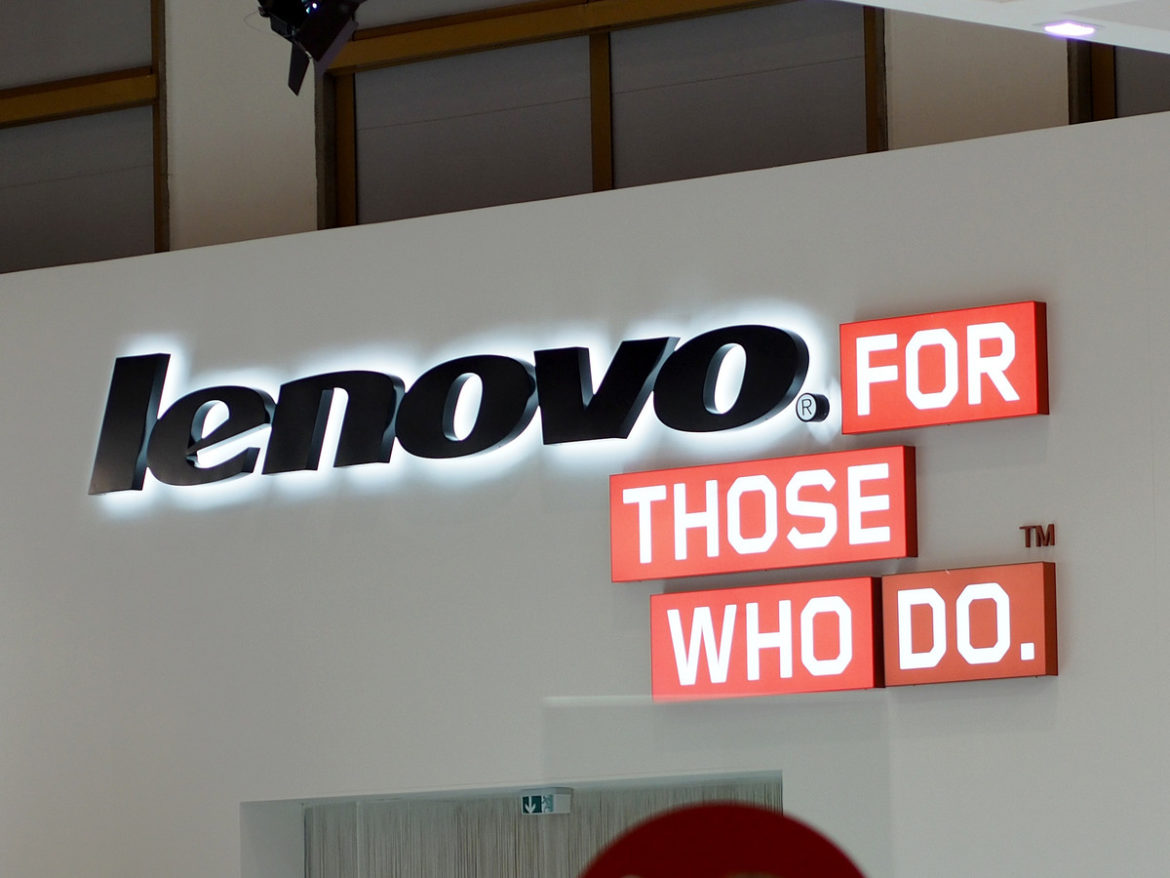 lenovo® FOR
THOSE
TM
WHO DO.